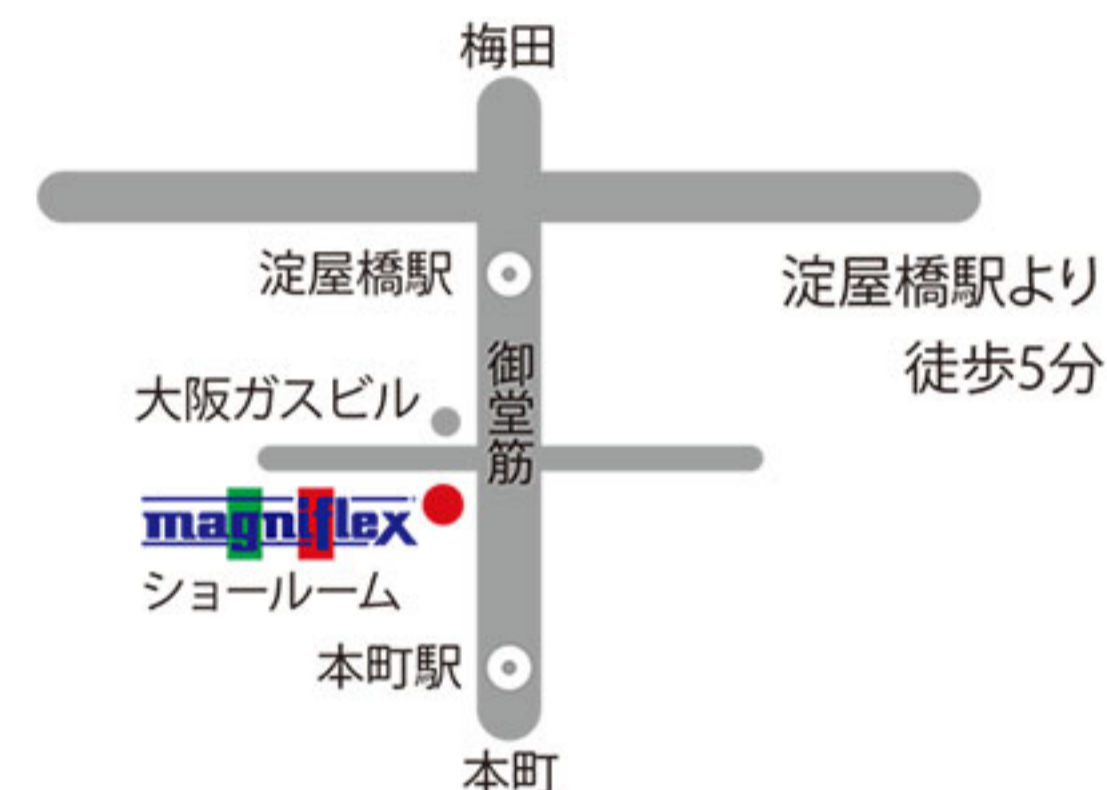 梅田
淀屋橋駅
淀屋橋駅より
徒歩5分
御堂筋
大阪ガスビル
magniflex
ショールーム
本町駅
本町